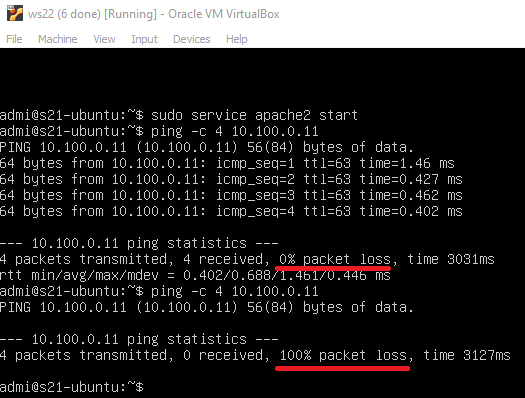 ws22 (6 done) [Running] - Oracle VM VirtualBox
File Machine View Input Devices Help
admi@s21-ubuntu:~$ sudo service apache2 start
admi@s21-ubuntu:~$ ping -c 4 10.100.0.11
PING 10.100.0.11 (10.100.0.11) 56(84) bytes of data.
64 bytes from 10.100.0.11: icmp_seq=1 ttl=63 time=1.46 ms
64 bytes from 10.100.0.11: icmp_seq=2 ttl=63 time=0.427 ms
64 bytes from 10.100.0.11: icmp_seq=3 ttl=63 time=0.462 ms
64 bytes from 10.100.0.11: icmp_seq=4 ttl=63 time=0.402 ms
--- 10.100.0.11 ping statistics ---
4 packets transmitted, 4 received, 0% packet loss, time 3031ms
rtt min/avg/max/mdev = 0.402/0.688/1.461/0.446 ms
admi@s21-ubuntu:~$ ping -c 4 10.100.0.11
PING 10.100.0.11 (10.100.0.11) 56(84) bytes of data.
--- 10.100.0.11 ping statistics ---
4 packets transmitted, 0 received, 100% packet loss, time 3127ms
admi@s21-ubuntu:~$